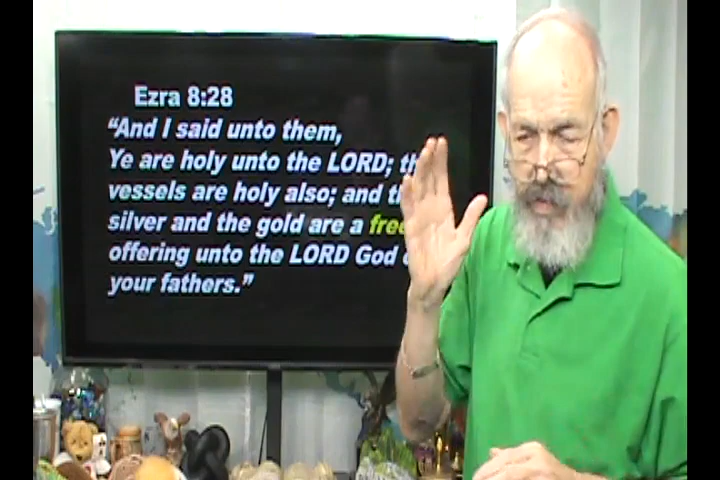 Ezra 8:28
“And I said unto them,
Ye are holy unto the LORD;
vessels are holy also; and
silver and the gold are a
offering unto the LORD God
your fathers.”